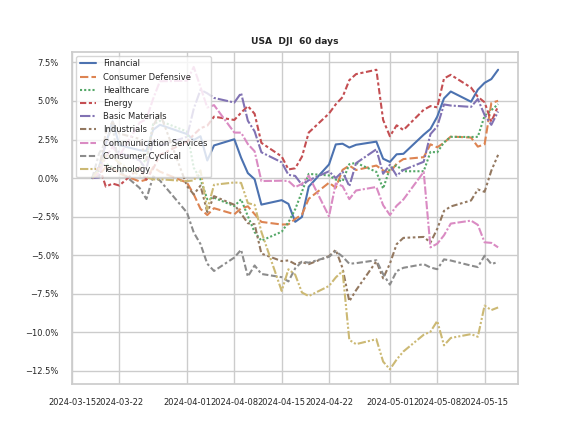 USA  DJI  60 days
7.5%
5.0%
2.5%
0.0%
−2.5%
−5.0%
−7.5%
−10.0%
−12.5%
Financial
Consumer Defensive
Healthcare
Energy
Basic Materials
Industrials
Communication Services
Consumer Cyclical
Technology
2024-03-15 2024-03-22 2024-04-01 2024-04-08 2024-04-15 2024-04-22 2024-05-01 2024-05-08 2024-05-15